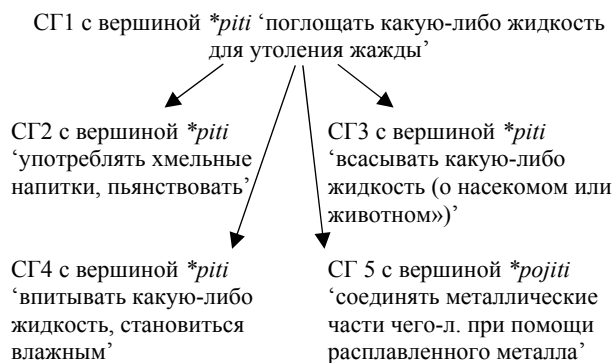 СГ1 с вершиной *piti ‘поглощать какую-либо жидкость
для утоления жажды’
СГ2 с вершиной *piti
‘употреблять хмельные
напитки, пьянствовать’
СГ3 с вершиной *piti
‘всасывать какую-либо
жидкость (о насекомом или
животном»)’
СГ4 с вершиной *piti
‘впитывать какую-либо
жидкость, становиться
влажным’
СГ 5 с вершиной *pojiti
‘соединять металлические
части чего-л. при помощи
расплавленного металла’